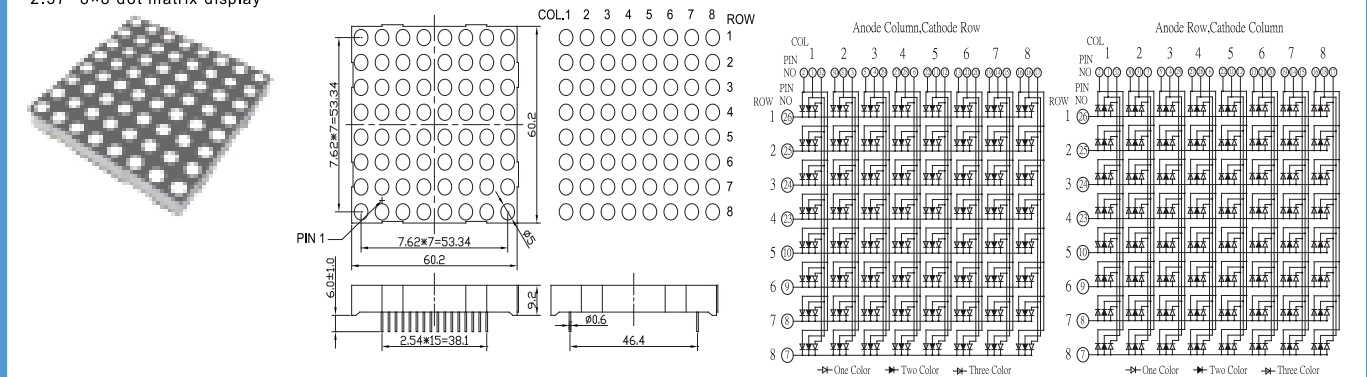 COL.1 2 3 4 5 6 7 8 ROW
1
2
3
4
5
6
7
8
7.62*7=53.34
60.2
PIN 1
7.62*7=53.34
ø5
60.2
6.0±1.0
9.2
2.54*15=38.1
ø0.6
46.4
Anode Column,Cathode Row
COL
1 2 3 4 5 6 7 8
PIN
NO
PIN
ROW NO
1 26
2 25
3 24
4 23
5 10
6 9
7 8
8 7
One Color Two Color Three Color
Anode Row,Cathode Column
COL
1 2 3 4 5 6 7 8
PIN
NO
PIN
ROW NO
1 26
2 25
3 24
4 23
5 10
6 9
7 8
8 7
One Color Two Color Three Color